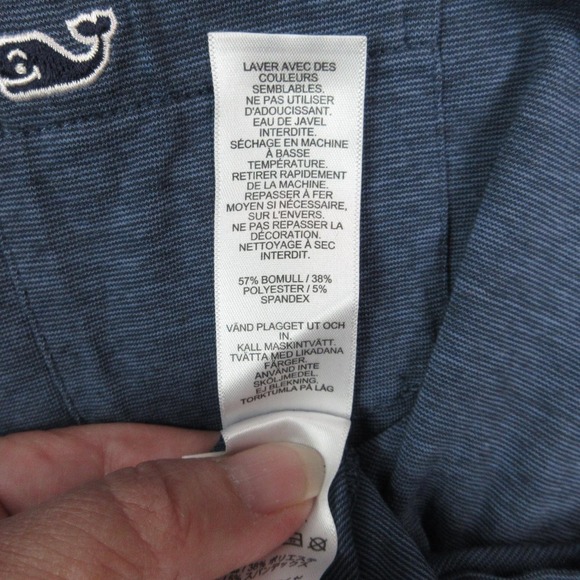 LAVER AVEC DES
COULEURS
SEMBLABLES.
NE PAS UTILISER
D'ADOUCISSANT.
EAU DE JAVEL
INTERDITE.
SÉCHAGE EN MACHINE
À BASSE
TEMPÉRATURE.
RETIRER RAPIDEMENT
DE LA MACHINE.
REPASSER À FER
MOYEN SI NÉCESSAIRE,
SUR L'ENVERS.
NE PAS REPASSER LA
DÉCORATION.
NETTOYAGE À SEC
INTERDIT.
57% BOMULL / 38%
POLYESTER / 5%
SPANDEX
VÄND PLAGGET UT OCH
IN.
KALL MASKINTVÄTT.
TVÄTTA MED LIKADANA
FÄRGER.
ANVÄND INTE
SKÖLJMEDEL.
EJ BLEKNING.
TORKTUMLA PÅ LÅG